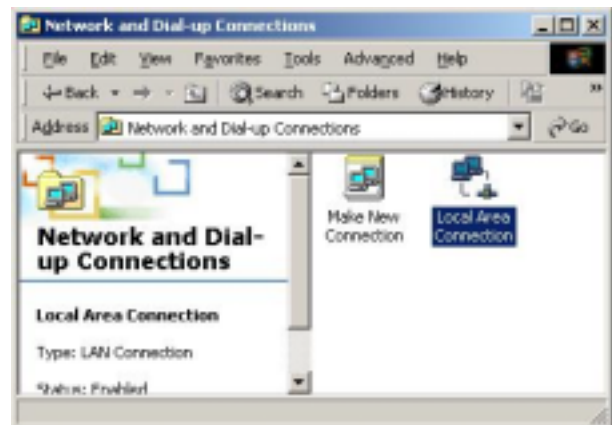 Network and Dial-up Connections
File Edit View Favorites Tools Advanced Help
Back Search Folders History »
Address Network and Dial-up Connections Go
Network and Dial-
up Connections
Local Area Connection
Type: LAN Connection
Status: Enabled
Make New
Connection
Local Area
Connection